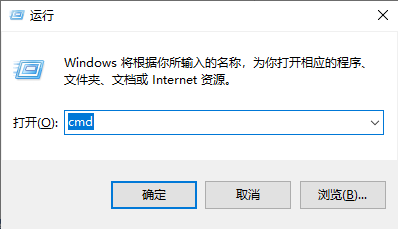 运行
Windows 将根据你所输入的名称，为你打开相应的程序、
文件夹、文档或 Internet 资源。
打开(O): cmd
确定 取消 浏览(B)...